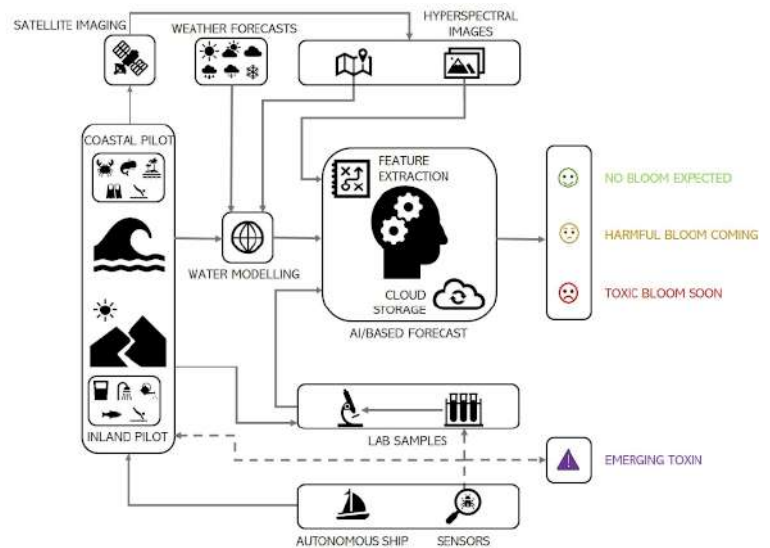 SATELLITE IMAGING
WEATHER FORECASTS
HYPERSPECTRAL
IMAGES
COASTAL PILOT
FEATURE
EXTRACTION
NO BLOOM EXPECTED
HARMFUL BLOOM COMING
WATER MODELLING
CLOUD
STORAGE
TOXIC BLOOM SOON
AI/BASED FORECAST
INLAND PILOT
LAB SAMPLES
EMERGING TOXIN
AUTONOMOUS SHIP
SENSORS